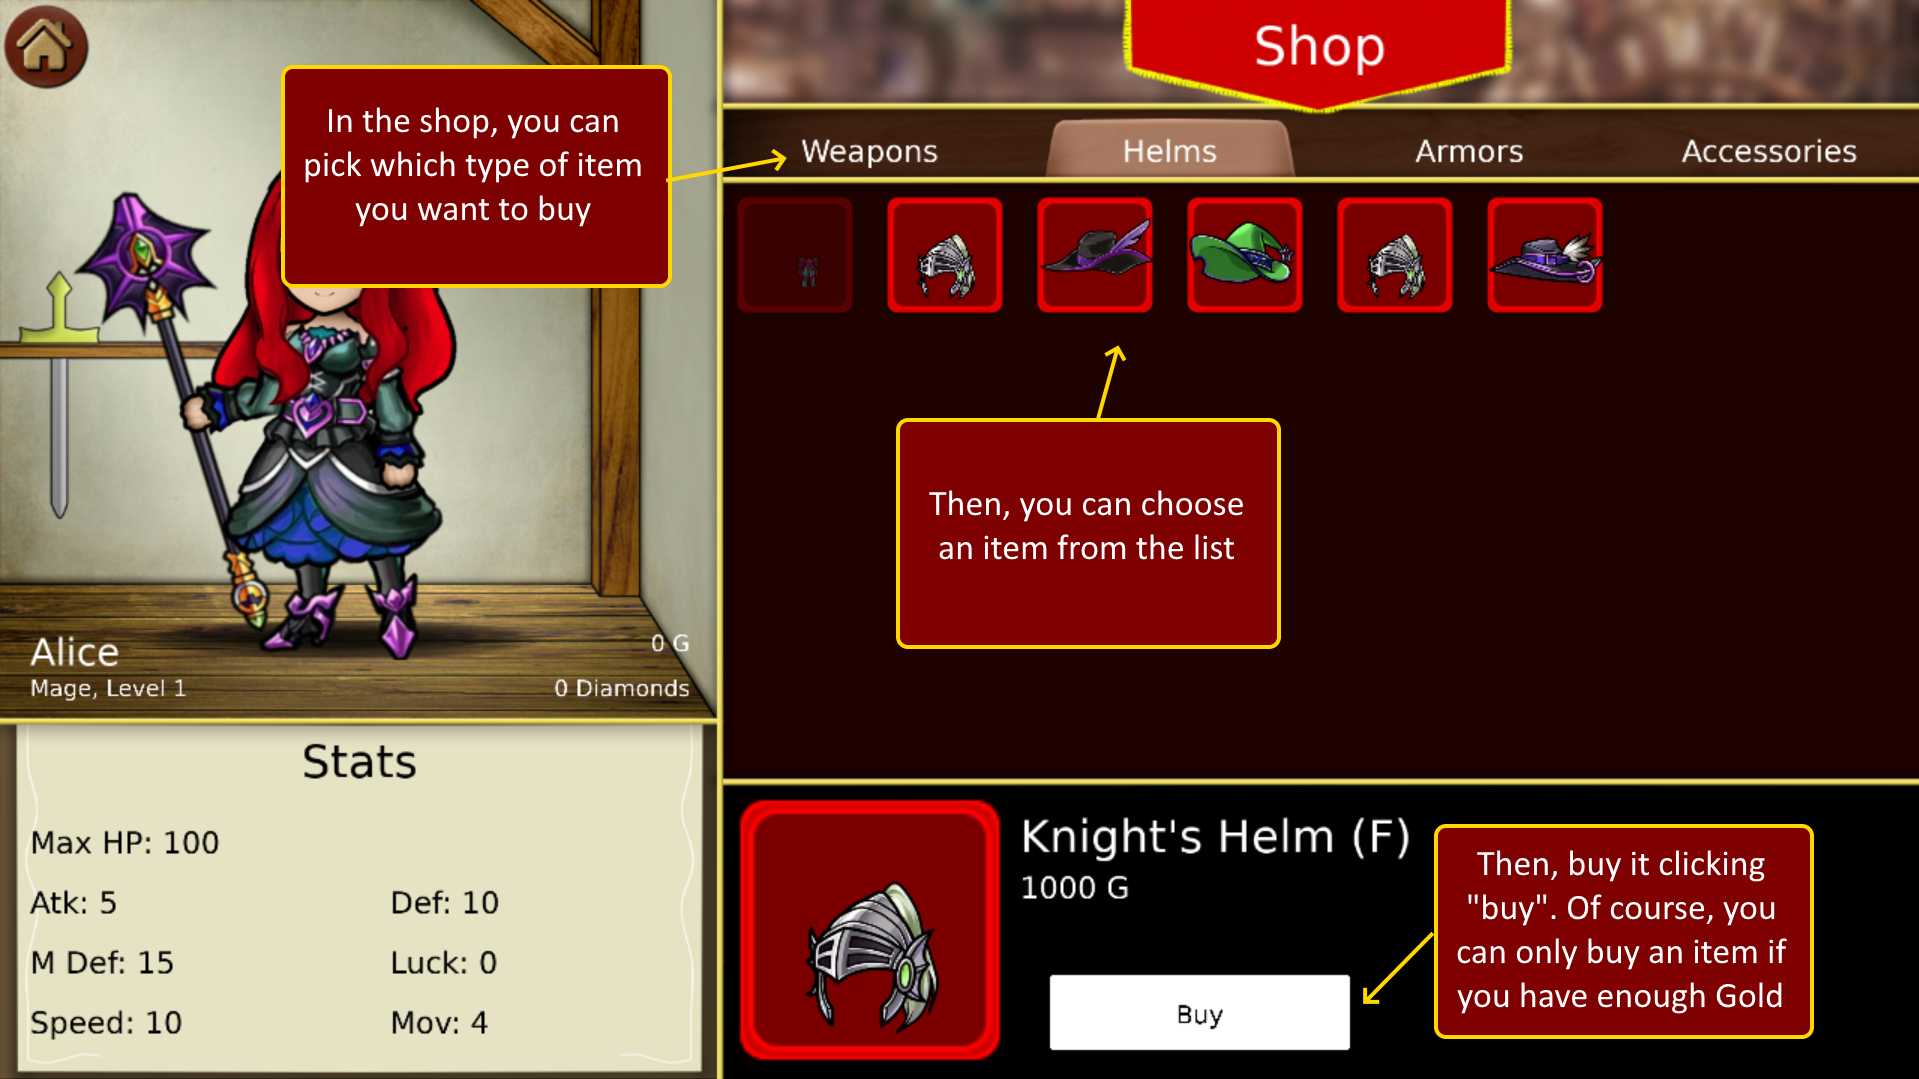 Shop
In the shop, you can
pick which type of item
you want to buy
Weapons
Helms
Armors
Accessories
Then, you can choose
an item from the list
Alice
Mage, Level 1
0 G
0 Diamonds
Stats
Max HP: 100
Atk: 5
Def: 10
M Def: 15
Luck: 0
Speed: 10
Mov: 4
Knight's Helm (F)
1000 G
Buy
Then, buy it clicking
"buy". Of course, you
can only buy an item if
you have enough Gold